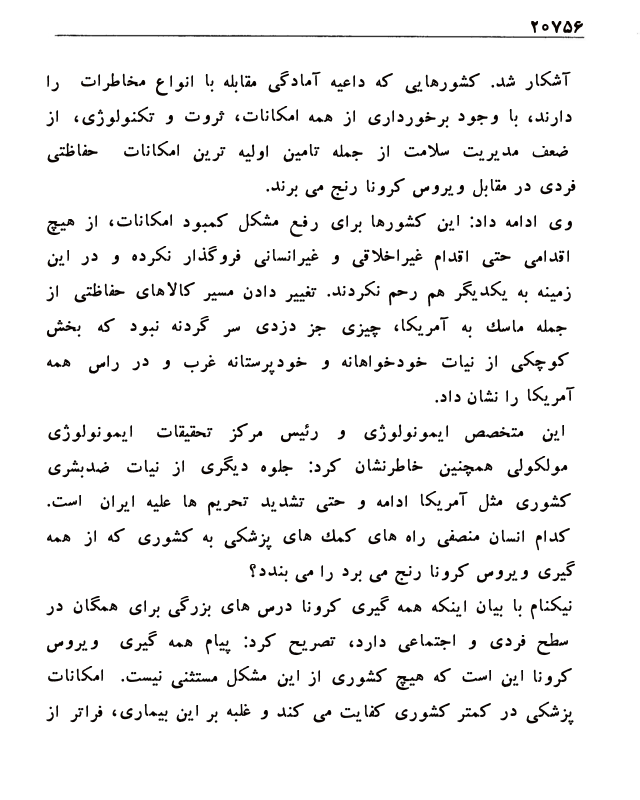 ۲۰۷۵۶
آشکار شد. کشورهایی که داعیه آمادگی مقابله با انواع مخاطرات را
دارند، با وجود برخورداری از همه امکانات، ثروت و تکنولوژی، از
ضعف مدیریت سلامت از جمله تامین اولیه ترین امکانات حفاظتی
فردی در مقابل ویروس کرونا رنج می برند.
وی ادامه داد: این کشورها برای رفع مشکل کمبود امکانات، از هیچ
اقدامی حتی اقدام غیراخلاقی و غیرانسانی فروگذار نکرده و در این
زمینه به یکدیگر هم رحم نکردند. تغییر دادن مسیر کالاهای حفاظتی از
جمله ماسك به آمریکا، چیزی جز دزدی سر گردنه نبود که بخش
کوچکی از نیات خودخواهانه و خودپرستانه غرب و در راس همه
آمریکا را نشان داد.
این متخصص ایمونولوژی و رئیس مرکز تحقیقات ایمونولوژی
مولکولی همچنین خاطرنشان کرد: جلوه دیگری از نیات ضدبشری
کشوری مثل آمریکا ادامه و حتی تشدید تحریم ها علیه ایران است.
کدام انسان منصفی راه های کمك های پزشکی به کشوری که از همه
گیری ویروس کرونا رنج می برد را می بندد؟
نیکنام با بیان اینکه همه گیری کرونا درس های بزرگی برای همگان در
سطح فردی و اجتماعی دارد، تصریح کرد: پیام همه گیری ویروس
کرونا این است که هیچ کشوری از این مشکل مستثنی نیست. امکانات
پزشکی در کمتر کشوری کفایت می کند و غلبه بر این بیماری، فراتر از